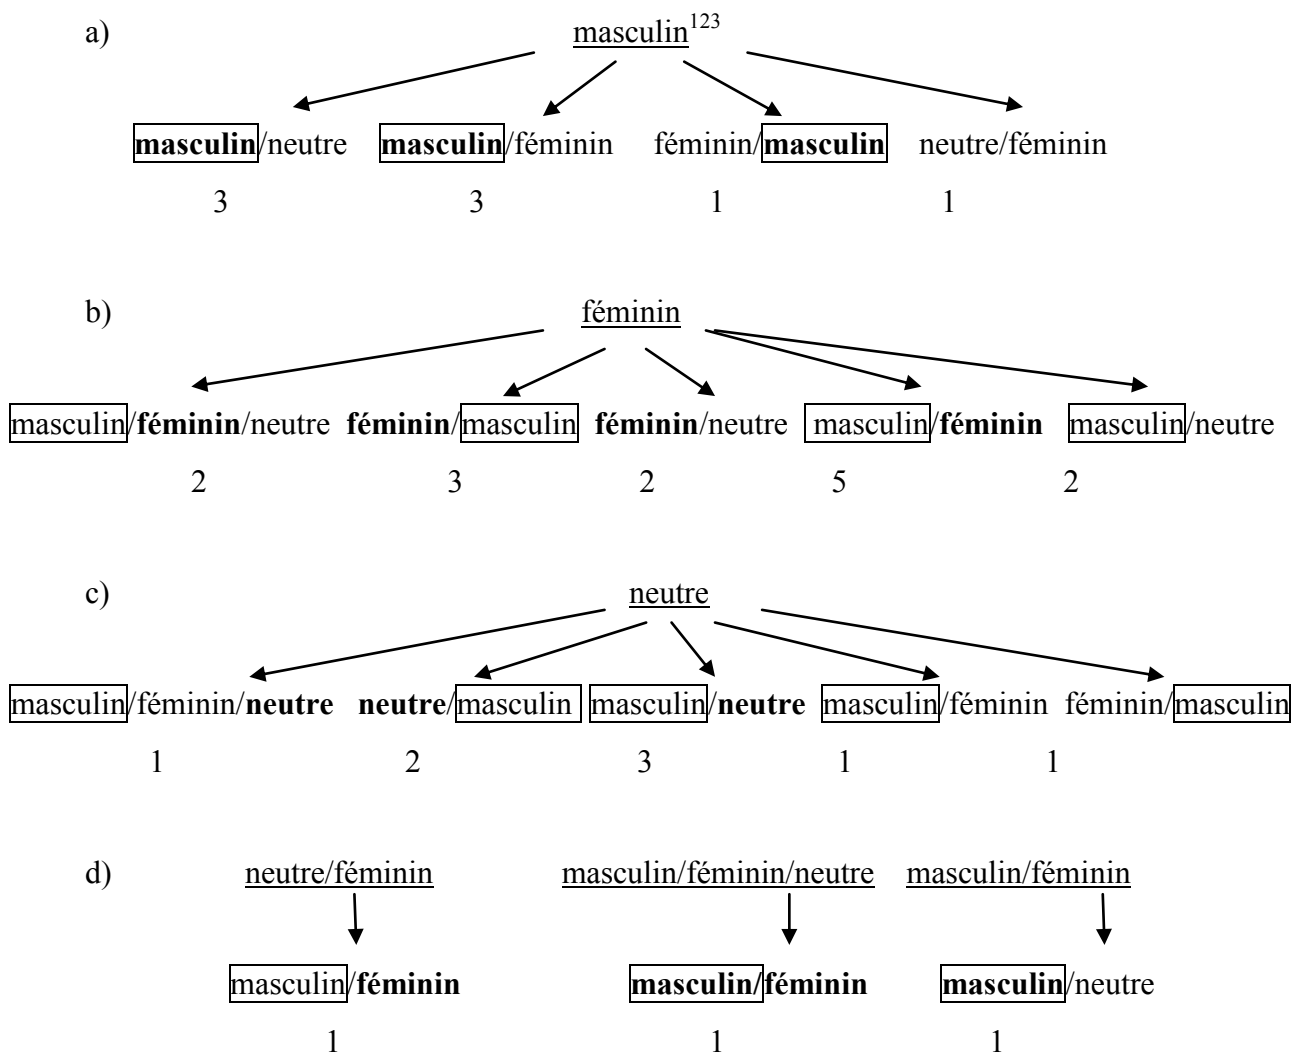 a) masculin123
masculin/neutre masculin/féminin féminin/masculin neutre/féminin
3 3 1 1
b) féminin
masculin/féminin/neutre féminin/masculin féminin/neutre masculin/féminin masculin/neutre
2 3 2 5 2
c) neutre
masculin/féminin/neutre neutre/masculin masculin/neutre masculin/féminin féminin/masculin
1 2 3 1 1
d) neutre/féminin masculin/féminin/neutre masculin/féminin
masculin/féminin masculin/féminin masculin/neutre
1 1 1